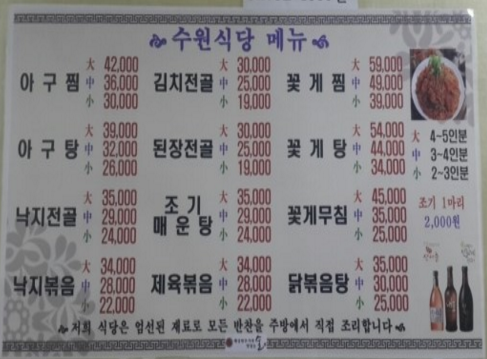 수원식당 메뉴
아구찜 大 42,000 中 36,000 小 30,000
김치전골 大 30,000 中 25,000 小 19,000
꽃게찜 大 59,000 中 49,000 小 39,000
아구탕 大 39,000 中 32,000 小 26,000
된장전골 大 30,000 中 25,000 小 19,000
꽃게탕 大 54,000 中 44,000 小 34,000
大 4~5인분
中 3~4인분
小 2~3인분
낙지전골 大 35,000 中 29,000 小 24,000
조기매운탕 大 35,000 中 29,000 小 24,000
꽃게무침 大 45,000 中 35,000 小 25,000
조기 1마리
2,000원
낙지볶음 大 34,000 中 28,000 小 22,000
제육볶음 大 34,000 中 28,000 小 22,000
닭볶음탕 大 35,000 中 30,000 小 25,000
저희 식당은 엄선된 재료로 모든 반찬을 주방에서 직접 조리합니다